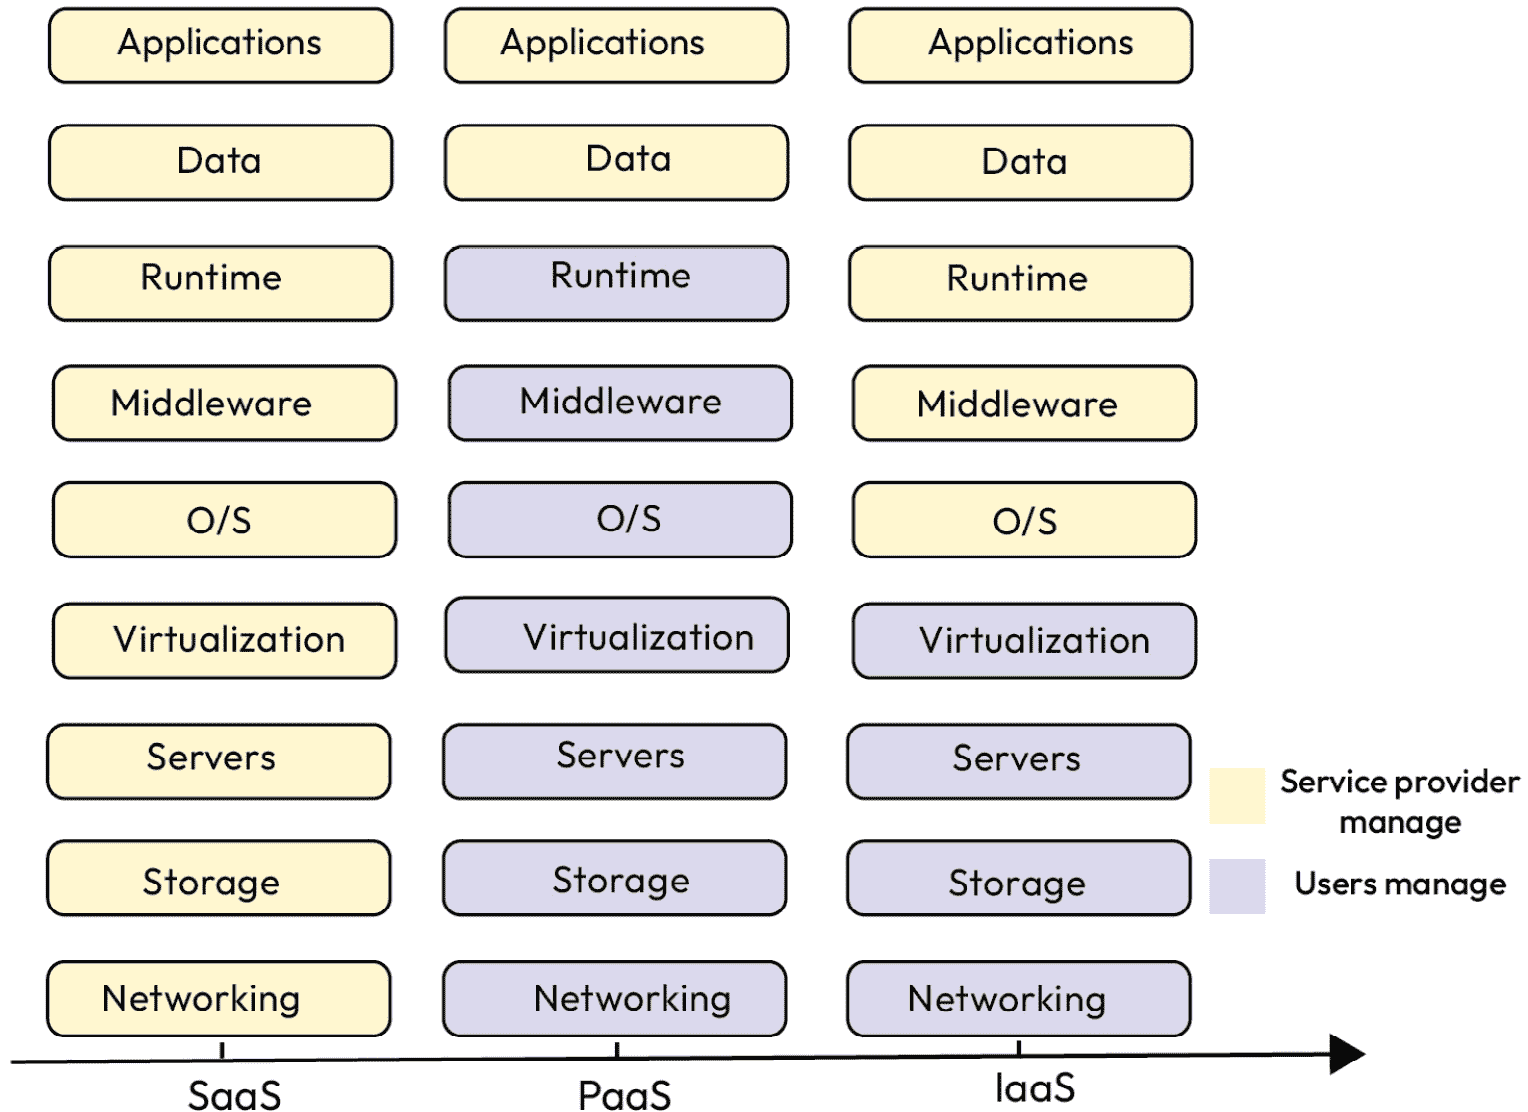 Applications Applications Applications
Data Data Data
Runtime Runtime Runtime
Middleware Middleware Middleware
O/S O/S O/S
Virtualization Virtualization Virtualization
Servers Servers Servers
Storage Storage Storage
Networking Networking Networking
SaaS PaaS IaaS
Service provider
manage
Users manage